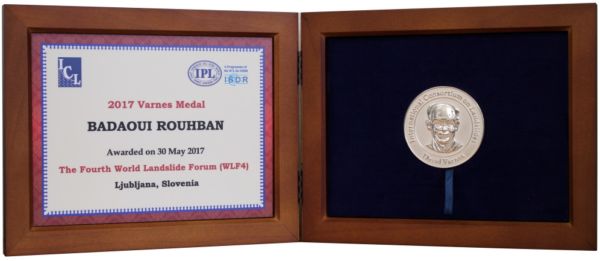 ICL
IPL
A Programme of
ISDR
2017 Varnes Medal
BADAOUI ROUHBAN
Awarded on 30 May 2017
The Fourth World Landslide Forum (WLF4)
Ljubljana, Slovenia
International Consortium on Landslides
David Varnes